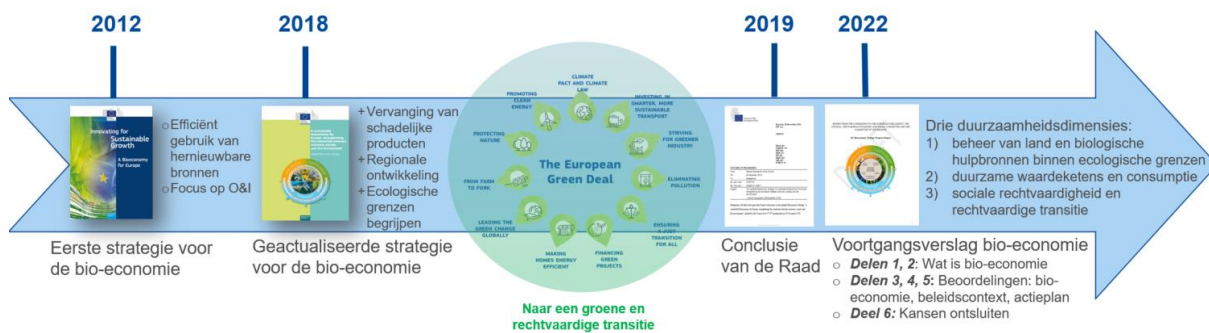 2012
2018
2019
2022
Innovating for
Sustainable
Growth
A Bioeconomy
for Europe
o Efficiënt
gebruik van
hernieuwbare
bronnen
o Focus op O&I
Eerste strategie voor
de bio-economie
+ Vervanging van
schadelijke
producten
+ Regionale
ontwikkeling
+ Ecologische
grenzen
begrijpen
Geactualiseerde strategie
voor de bio-economie
The European
Green Deal
CLIMATE
PACT AND CLIMATE
LAW
INVESTING IN
SMARTER, MORE
SUSTAINABLE
TRANSPORT
STRIVING
FOR GREENER
INDUSTRY
ELIMINATING
POLLUTION
ENSURING
A JUST
TRANSITION
FOR ALL
FINANCING
GREEN
PROJECTS
MAKING
HOMES ENERGY
EFFICIENT
LEADING THE
GREEN CHANGE
GLOBALLY
FROM FARM
TO FORK
PROTECTING
NATURE
PROMOTING
CLEAN
ENERGY
Naar een groene en
rechtvaardige transitie
Conclusie
van de Raad
Drie duurzaamheidsdimensies:
1) beheer van land en biologische
hulpbronnen binnen ecologische grenzen
2) duurzame waardeketens en consumptie
3) sociale rechtvaardigheid en
rechtvaardige transitie
Voortgangsverslag bio-economie
o Delen 1, 2: Wat is bio-economie
o Delen 3, 4, 5: Beoordelingen: bio-
economie, beleidscontext, actieplan
o Deel 6: Kansen ontsluiten